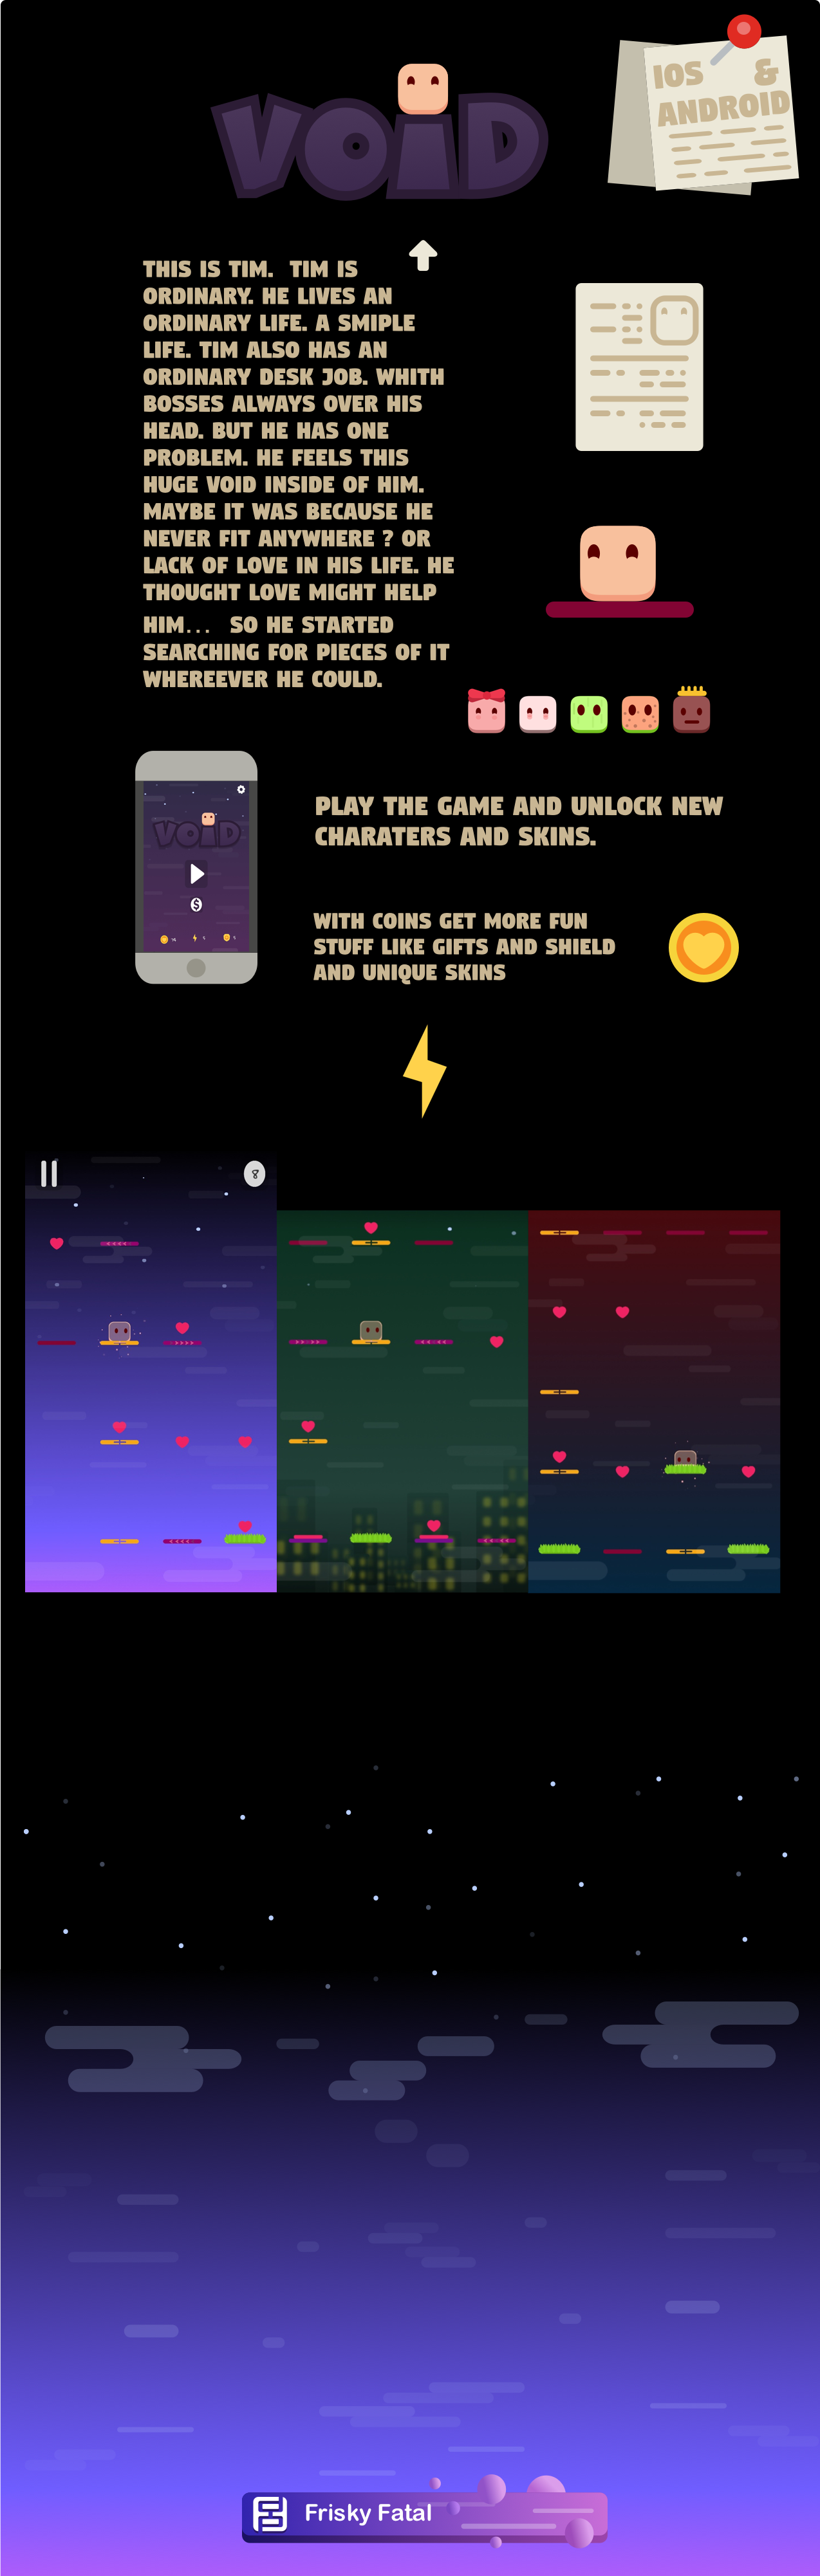 VOID
IOS &
ANDROID
THIS IS TIM. TIM IS
ORDINARY. HE LIVES AN
ORDINARY LIFE. A SMIPLE
LIFE. TIM ALSO HAS AN
ORDINARY DESK JOB. WHITH
BOSSES ALWAYS OVER HIS
HEAD. BUT HE HAS ONE
PROBLEM. HE FEELS THIS
HUGE VOID INSIDE OF HIM.
MAYBE IT WAS BECAUSE HE
NEVER FIT ANYWHERE ? OR
LACK OF LOVE IN HIS LIFE. HE
THOUGHT LOVE MIGHT HELP
HIM... SO HE STARTED
SEARCHING FOR PIECES OF IT
WHEREEVER HE COULD.
VOID
$
PLAY THE GAME AND UNLOCK NEW
CHARATERS AND SKINS.
WITH COINS GET MORE FUN
STUFF LIKE GIFTS AND SHIELD
AND UNIQUE SKINS
8
Frisky Fatal